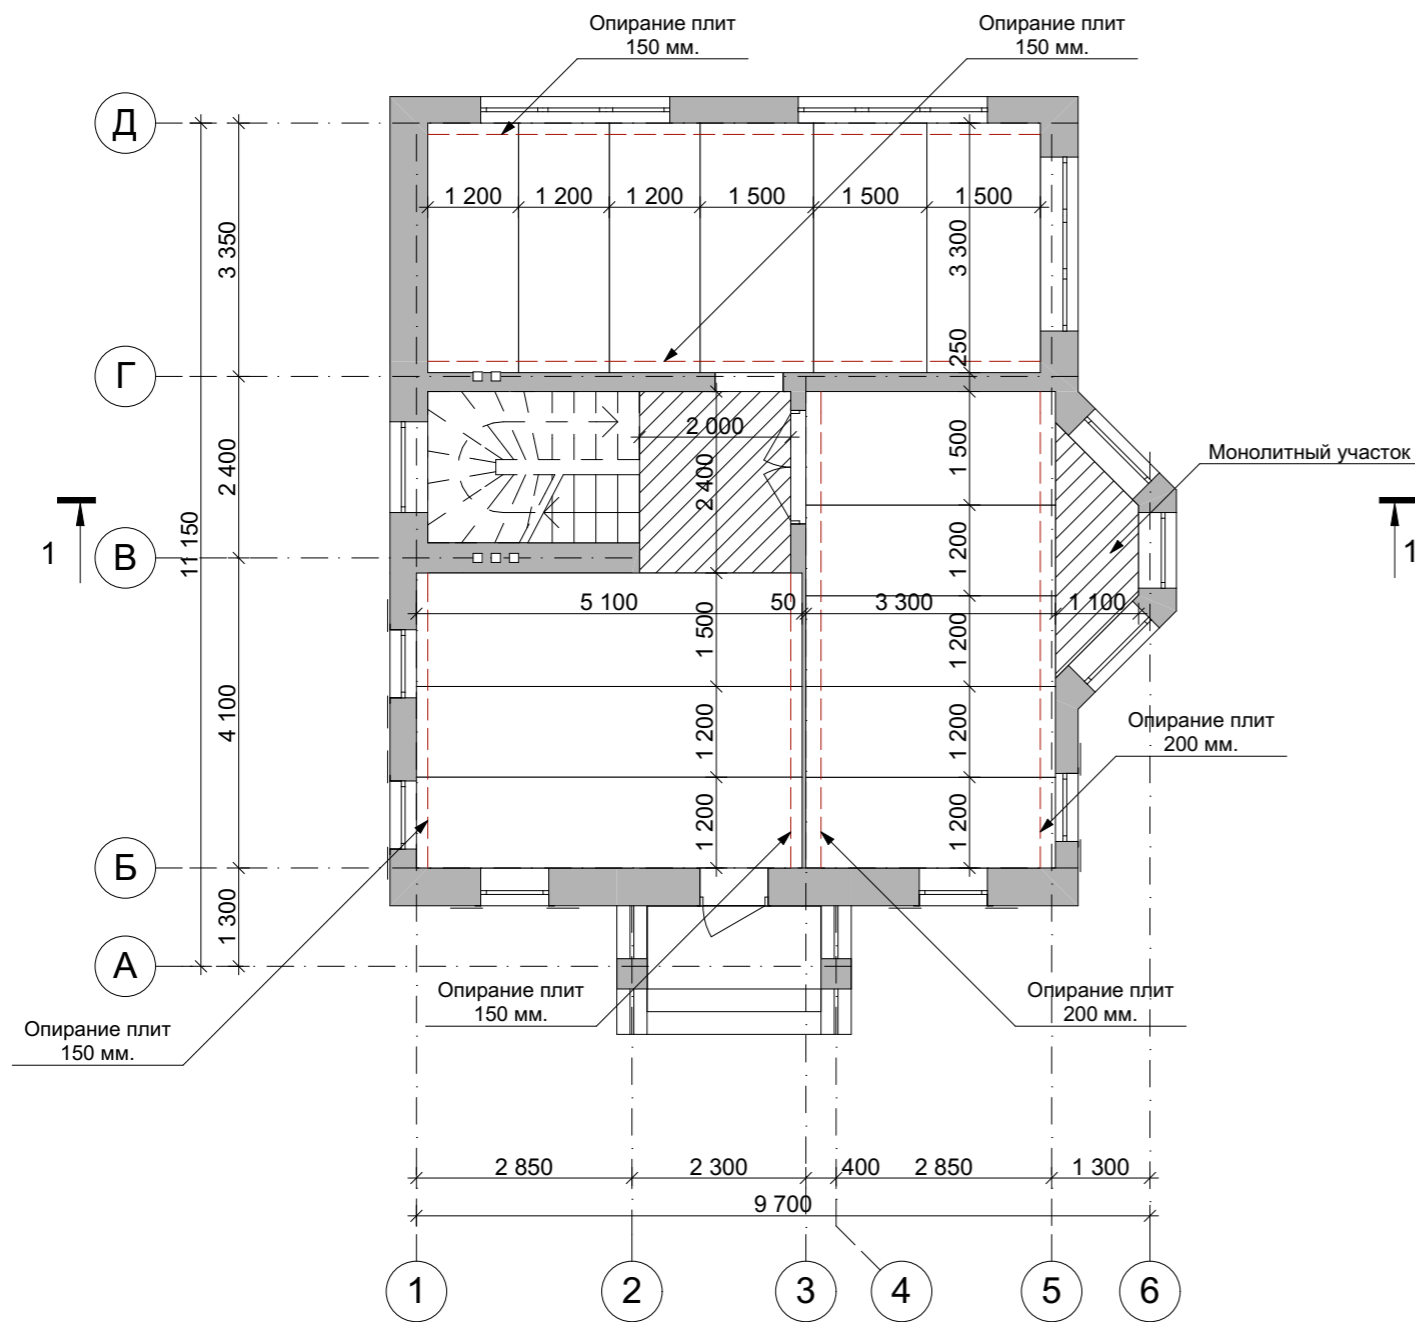 Опирание плит
150 мм.
Опирание плит
150 мм.
Д
1 200
1 200
1 200
1 500
1 500
1 500
3 350
3 300
250
Г
2 000
2 400
2 400
1 500
Монолитный участок
1
1
11 150
В
1 200
5 100
50
3 300
1 100
1 500
1 200
4 100
1 200
1 200
Опирание плит
200 мм.
1 200
1 200
Б
1 300
А
Опирание плит
150 мм.
Опирание плит
200 мм.
Опирание плит
150 мм.
2 850
2 300
400
2 850
1 300
9 700
1
2
3
4
5
6